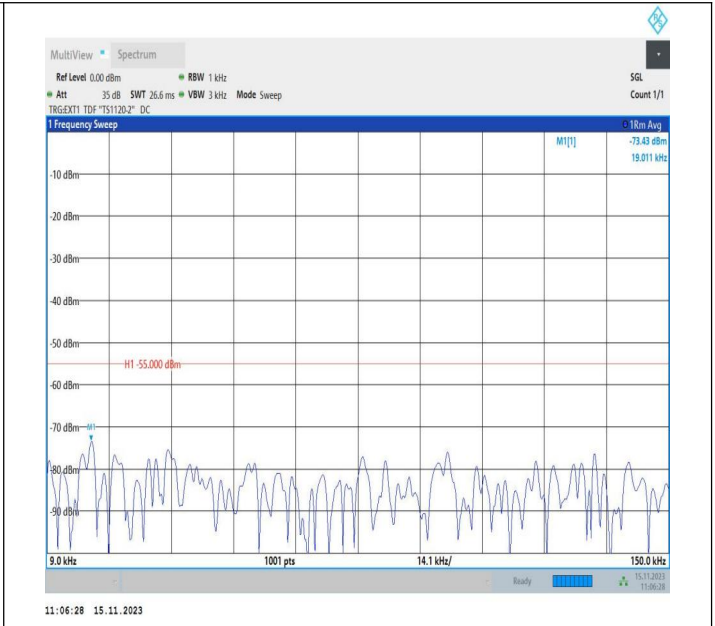 MultiView Spectrum
Ref Level 0.00 dBm RBW 1 kHz SGL
Att 35 dB SWT 26.6 ms VBW 3 kHz Mode Sweep Count 1/1
TRG:EXT1 TDF "TS1120-2" DC
1 Frequency Sweep 1Rm Avg
M1[1] -73.43 dBm
19.011 kHz
-10 dBm
-20 dBm
-30 dBm
-40 dBm
-50 dBm
H1 -55.000 dBm
-60 dBm
-70 dBm M1
-80 dBm
-90 dBm
9.0 kHz 1001 pts 14.1 kHz/ 150.0 kHz
Ready 15.11.2023
11:06:28
11:06:28 15.11.2023